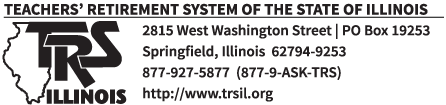 TEACHERS’ RETIREMENT SYSTEM OF THE STATE OF ILLINOIS
TRS
ILLINOIS
2815 West Washington Street | PO Box 19253
Springfield, Illinois  62794-9253
877-927-5877  (877-9-ASK-TRS)
http://www.trsil.org